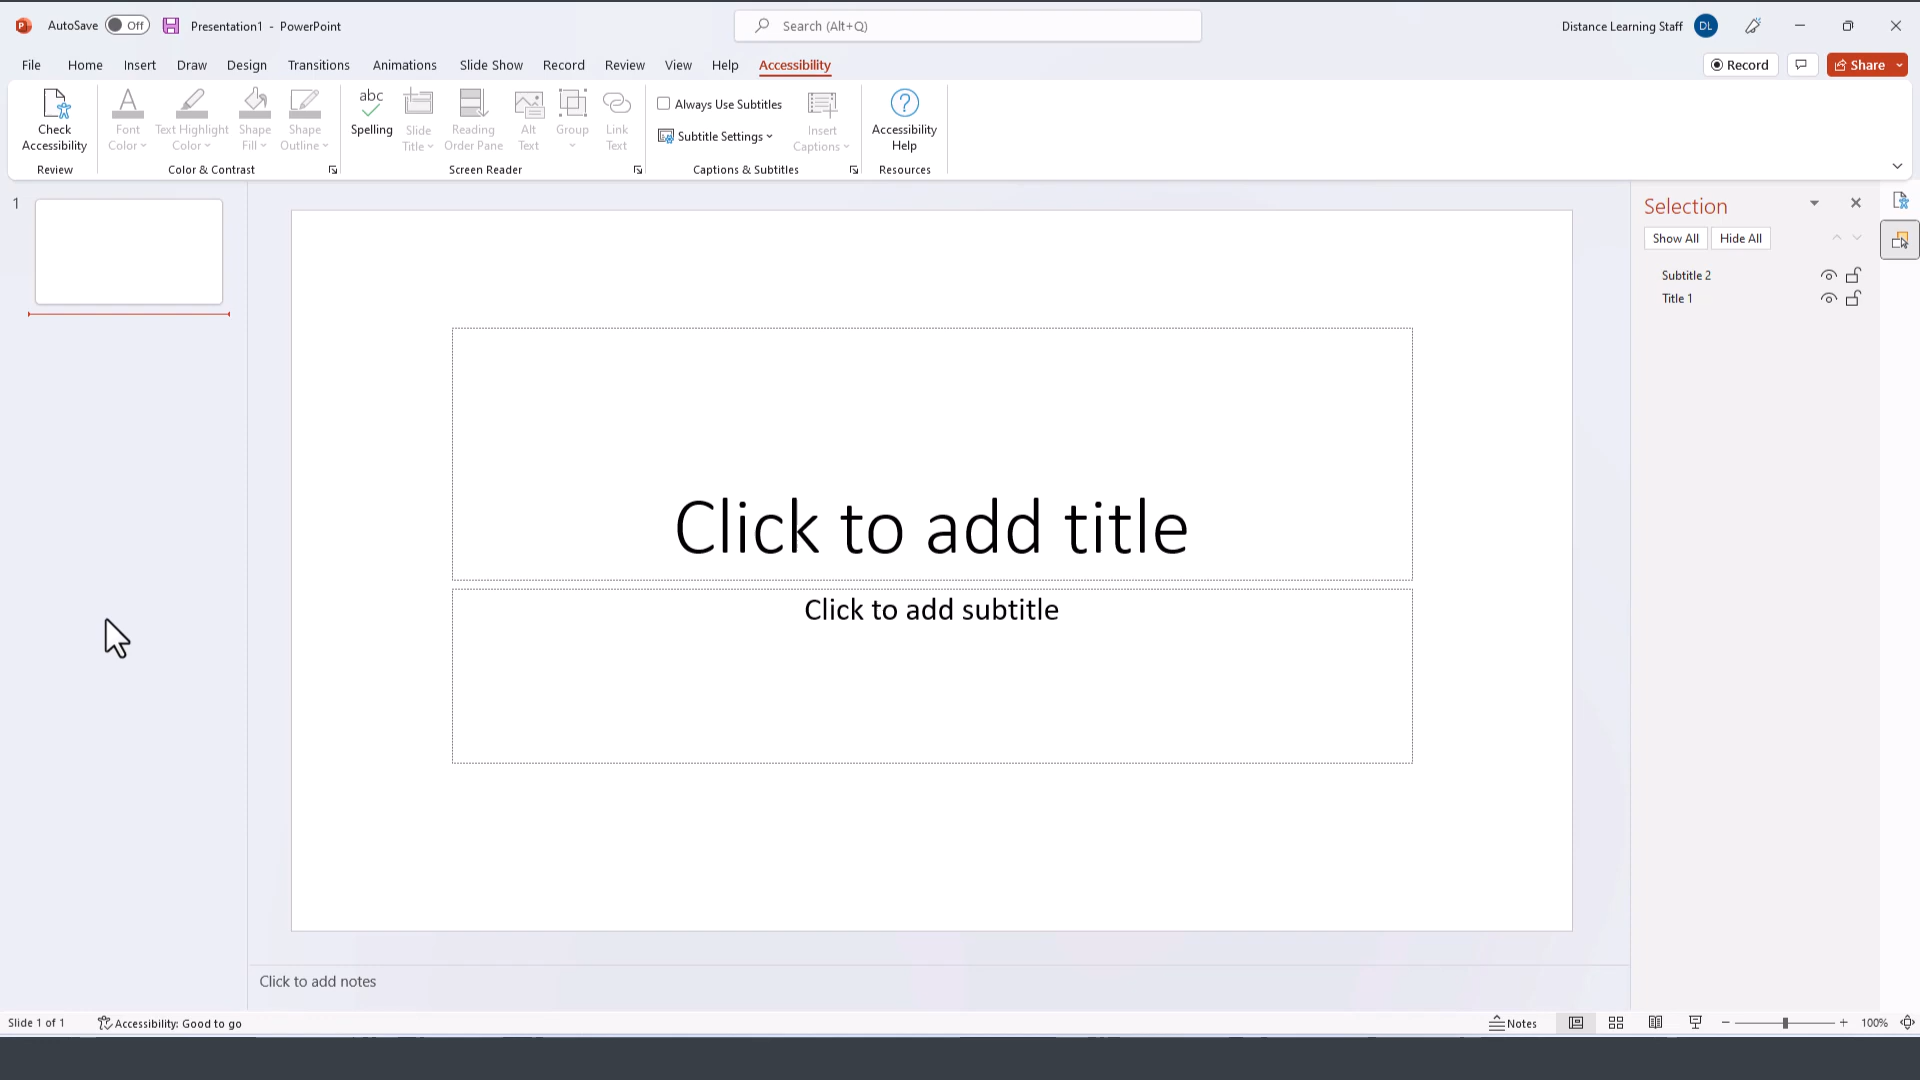 AutoSave Off Presentation1 - PowerPoint Search (Alt+Q) Distance Learning Staff DL
File Home Insert Draw Design Transitions Animations Slide Show Record Review View Help Accessibility Record Share
Check Accessibility
Font Color
Text Highlight Color
Shape Fill
Shape Outline
abc
Spelling
Slide Title
Reading Order Pane
Alt Text
Group
Link Text
Always Use Subtitles
Subtitle Settings
Insert Captions
Accessibility Help
Review Color & Contrast Screen Reader Captions & Subtitles Resources
1
Click to add title
Click to add subtitle
Selection
Show All Hide All
Subtitle 2
Title 1
Click to add notes
Slide 1 of 1 Accessibility: Good to go Notes 100%